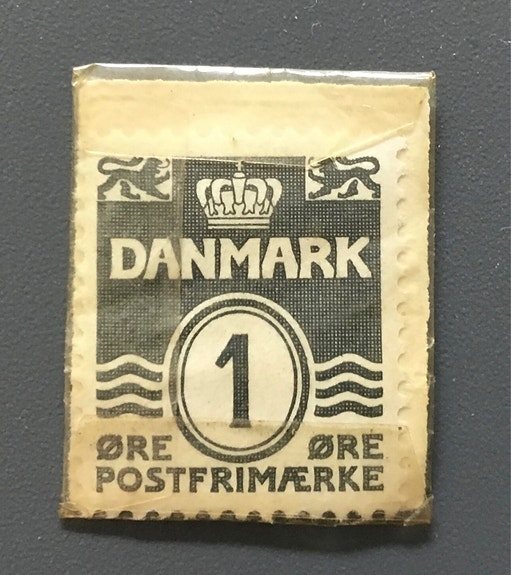 DANMARK
1
ØRE ØRE
POSTFRIMÆRKE